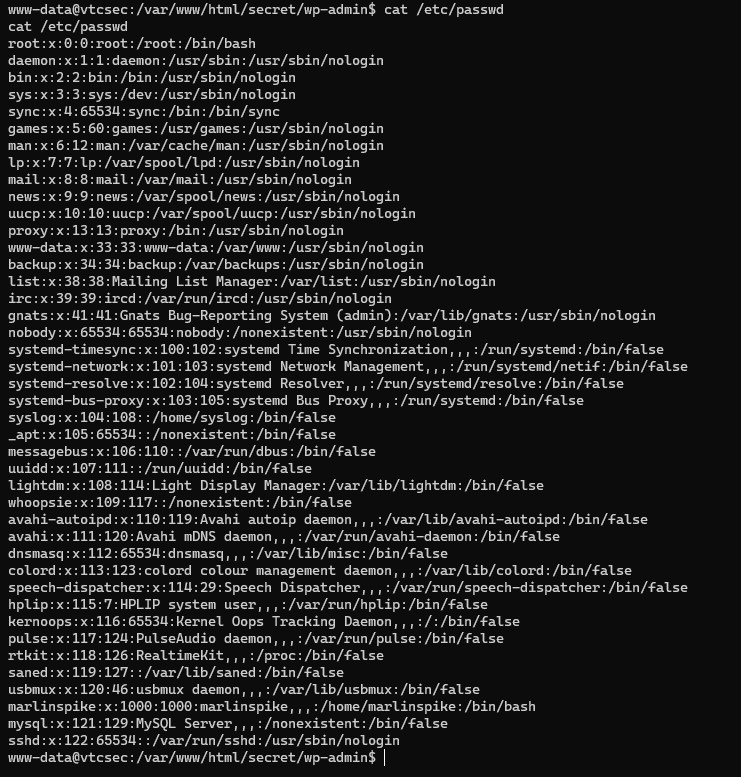 www-data@vtcsec:/var/www/html/secret/wp-admin$ cat /etc/passwd
cat /etc/passwd
root:x:0:0:root:/root:/bin/bash
daemon:x:1:1:daemon:/usr/sbin:/usr/sbin/nologin
bin:x:2:2:bin:/bin:/usr/sbin/nologin
sys:x:3:3:sys:/dev:/usr/sbin/nologin
sync:x:4:65534:sync:/bin:/bin/sync
games:x:5:60:games:/usr/games:/usr/sbin/nologin
man:x:6:12:man:/var/cache/man:/usr/sbin/nologin
lp:x:7:7:lp:/var/spool/lpd:/usr/sbin/nologin
mail:x:8:8:mail:/var/mail:/usr/sbin/nologin
news:x:9:9:news:/var/spool/news:/usr/sbin/nologin
uucp:x:10:10:uucp:/var/spool/uucp:/usr/sbin/nologin
proxy:x:13:13:proxy:/bin:/usr/sbin/nologin
www-data:x:33:33:www-data:/var/www:/usr/sbin/nologin
backup:x:34:34:backup:/var/backups:/usr/sbin/nologin
list:x:38:38:Mailing List Manager:/var/list:/usr/sbin/nologin
irc:x:39:39:ircd:/var/run/ircd:/usr/sbin/nologin
gnats:x:41:41:Gnats Bug-Reporting System (admin):/var/lib/gnats:/usr/sbin/nologin
nobody:x:65534:65534:nobody:/nonexistent:/usr/sbin/nologin
systemd-timesync:x:100:102:systemd Time Synchronization,,,:/run/systemd:/bin/false
systemd-network:x:101:103:systemd Network Management,,,:/run/systemd/netif:/bin/false
systemd-resolve:x:102:104:systemd Resolver,,,:/run/systemd/resolve:/bin/false
systemd-bus-proxy:x:103:105:systemd Bus Proxy,,,:/run/systemd:/bin/false
syslog:x:104:108::/home/syslog:/bin/false
_apt:x:105:65534::/nonexistent:/bin/false
messagebus:x:106:110::/var/run/dbus:/bin/false
uuidd:x:107:111::/run/uuidd:/bin/false
lightdm:x:108:114:Light Display Manager:/var/lib/lightdm:/bin/false
whoopsie:x:109:117::/nonexistent:/bin/false
avahi-autoipd:x:110:119:Avahi autoip daemon,,,:/var/lib/avahi-autoipd:/bin/false
avahi:x:111:120:Avahi mDNS daemon,,,:/var/run/avahi-daemon:/bin/false
dnsmasq:x:112:65534:dnsmasq,,,:/var/lib/misc:/bin/false
colord:x:113:123:colord colour management daemon,,,:/var/lib/colord:/bin/false
speech-dispatcher:x:114:29:Speech Dispatcher,,,:/var/run/speech-dispatcher:/bin/false
hplip:x:115:7:HPLIP system user,,,:/var/run/hplip:/bin/false
kernoops:x:116:65534:Kernel Oops Tracking Daemon,,,:/:/bin/false
pulse:x:117:124:PulseAudio daemon,,,:/var/run/pulse:/bin/false
rtkit:x:118:126:RealtimeKit,,,:/proc:/bin/false
saned:x:119:127::/var/lib/saned:/bin/false
usbmux:x:120:46:usbmux daemon,,,:/var/lib/usbmux:/bin/false
marlinspike:x:1000:1000:marlinspike,,,:/home/marlinspike:/bin/bash
mysql:x:121:129:MySQL Server,,,:/nonexistent:/bin/false
sshd:x:122:65534::/var/run/sshd:/usr/sbin/nologin
www-data@vtcsec:/var/www/html/secret/wp-admin$